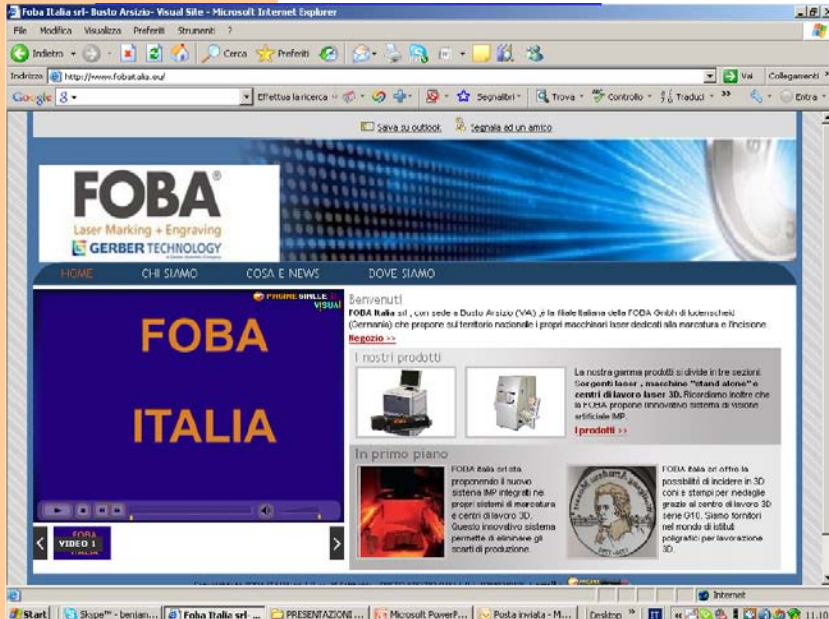 Foba Italia srl- Busto Arsizio- Visual Site - Microsoft Internet Explorer
File Modifica Visualizza Preferiti Strumenti ?
Indietro Cerca Preferiti
Indirizzo http://www.fobaitalia.eu/ Vai Collegamenti
Google Effettua la ricerca Segnalibri Trova Controllo Traduci Entra
Salva su outlook Segnala ad un amico
FOBA®
Laser Marking + Engraving
GERBER TECHNOLOGY
HOME CHI SIAMO COSA E NEWS DOVE SIAMO
PAGINE GIALLE
VISUAL
FOBA
ITALIA
VIDEO 1
Benvenuti
FOBA Italia srl , con sede a Busto Arsizio (VA) ,è la filiale italiana della FOBA Gmbh di
(Germania) che propone sul territorio nazionale i propri macchinari laser dedicati alla marcatura e l'incisione.
Negozio >>
I nostri prodotti
La nostra gamma prodotti si divide in tre sezioni.
Sorgenti laser , macchine "stand alone" e
centri di lavoro laser 3D. Ricordiamo inoltre che
la FOBA propone l'innovativo sistema di visione
artificiale IMP.
I prodotti >>
In primo piano
FOBA Italia srl sta
proponendo il nuovo
sistema IMP integrati nei
propri sistemi di marcatura
e centri di lavoro 3D.
Questo innovativo sistema
permette di eliminare gli
scarti di produzione.
FOBA Italia srl offre la
possibilità di incidere in 3D
coni e stampi per medaglie
grazie al centro di lavoro 3D
serie G10. Siamo fornitori
nel mondo di istituti
poligrafici per lavorazione
3D.
Internet
Start Skype™ - benjam... Foba Italia srl- ... PRESENTAZIONI ... Microsoft PowerP... Posta inviata - M... Desktop 11.10